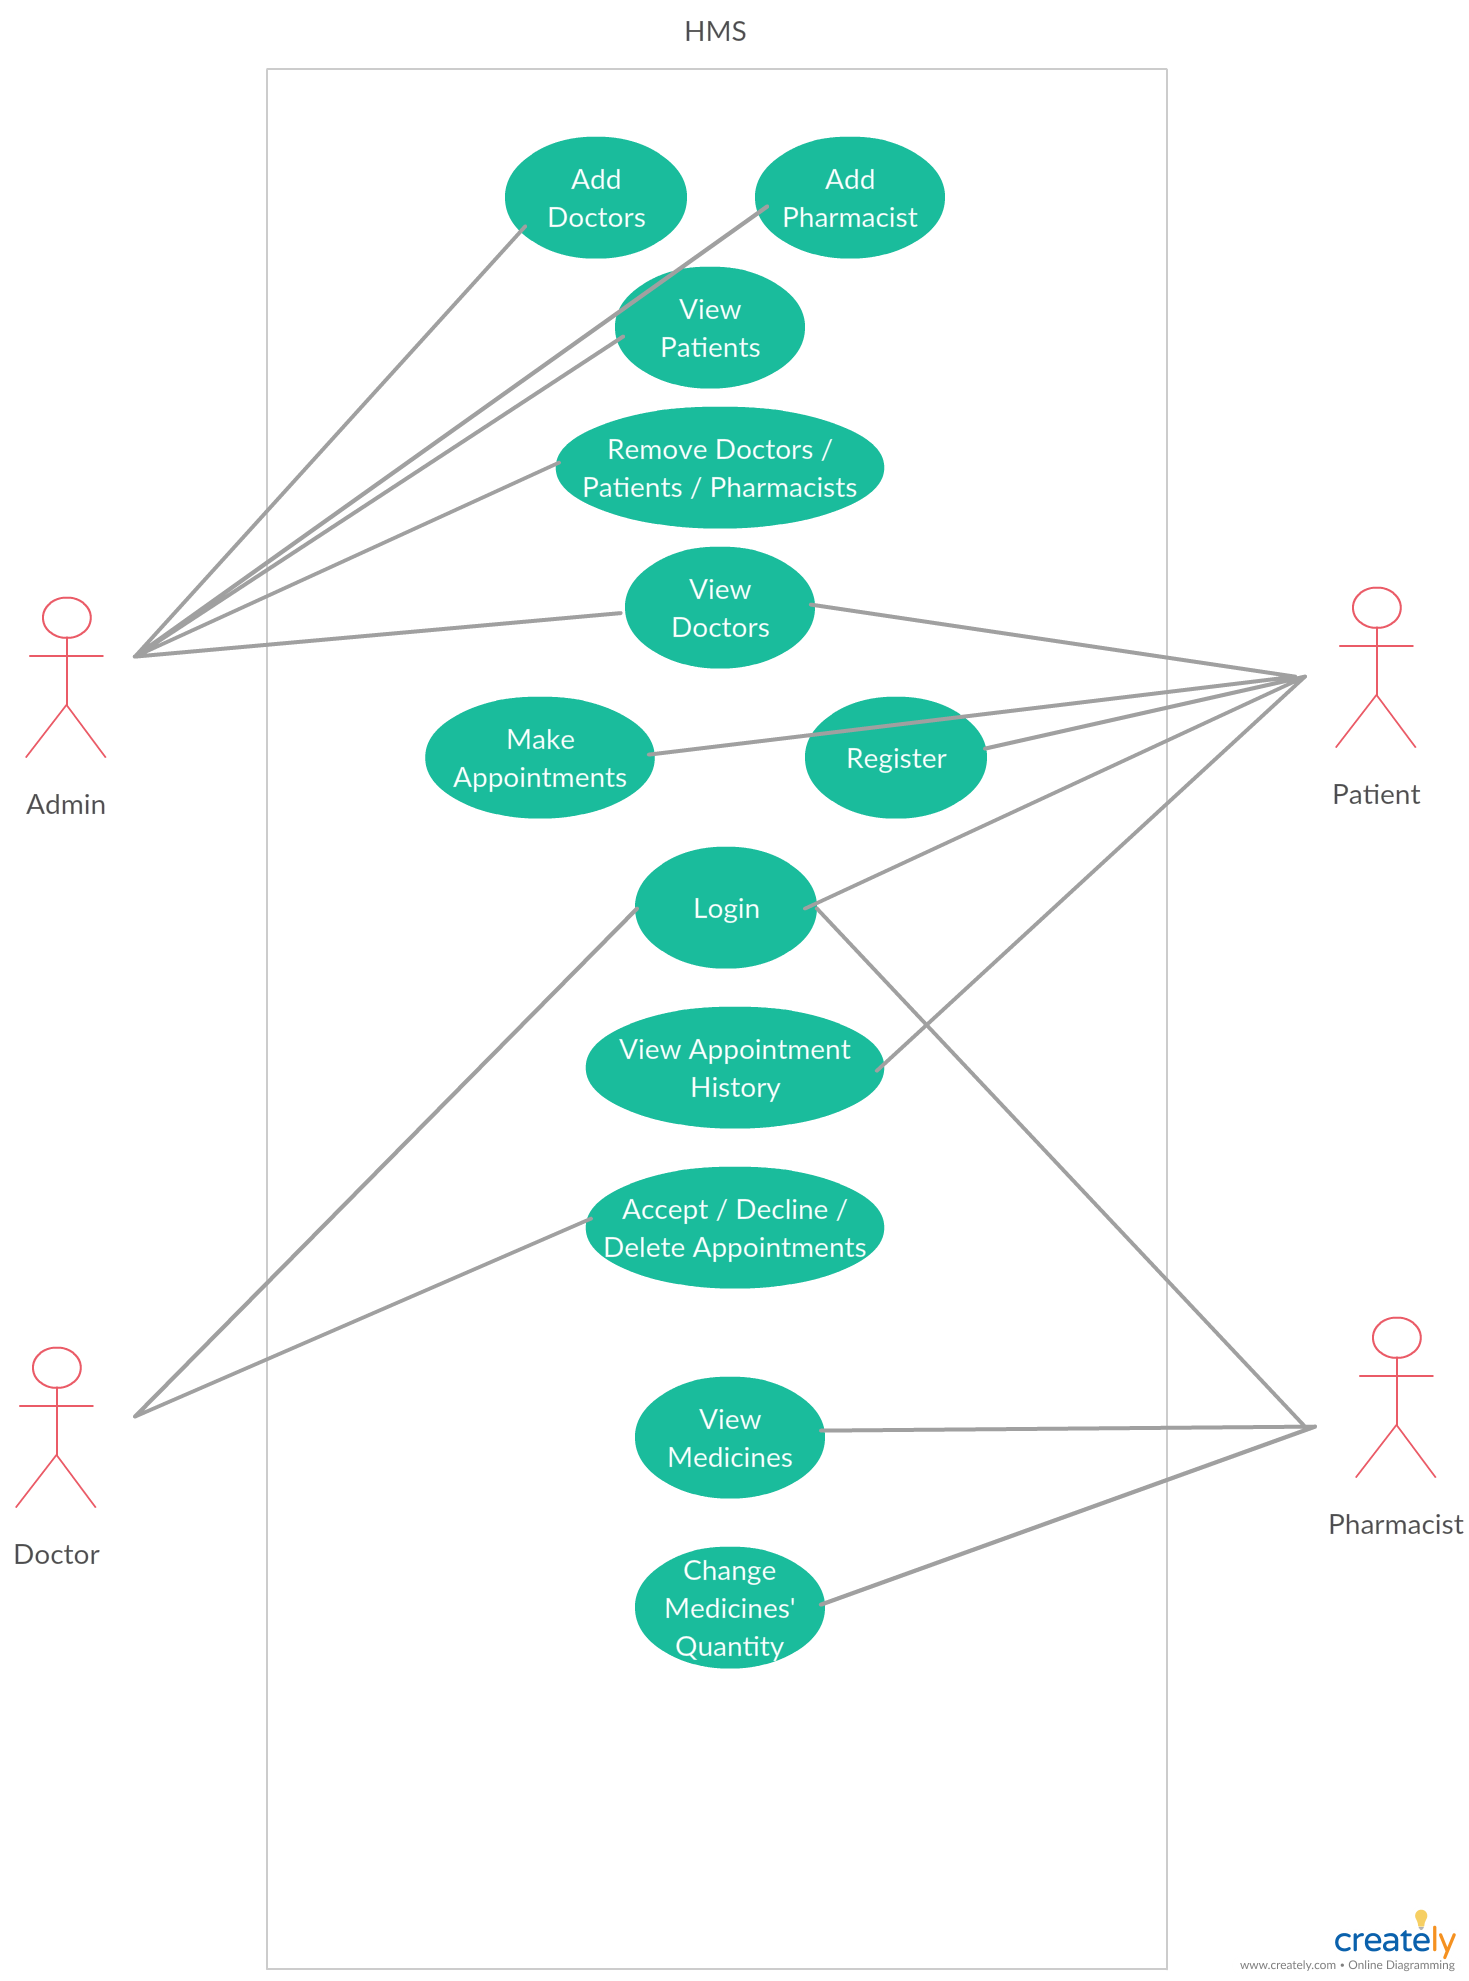 HMS
Add
Doctors
Add
Pharmacist
View
Patients
Remove Doctors /
Patients / Pharmacists
View
Doctors
Make
Appointments
Register
Admin
Patient
Login
View Appointment
History
Accept / Decline /
Delete Appointments
View
Medicines
Doctor
Pharmacist
Change
Medicines'
Quantity
creately
www.creately.com • Online Diagramming